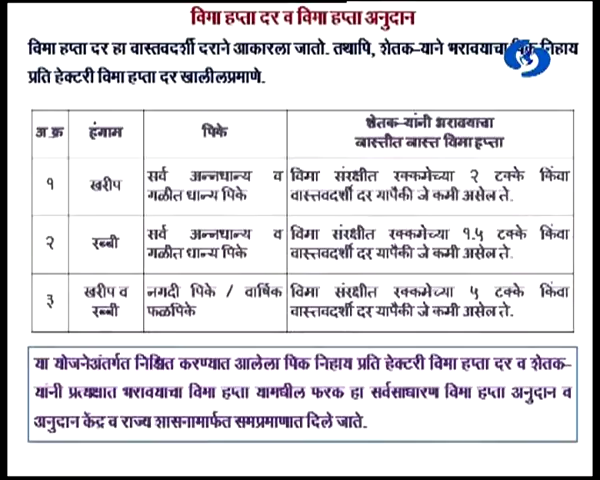 विमा हप्ता दर व विमा हप्ता अनुदान
विमा हप्ता दर हा वास्तवदर्शी दराने आकारला जातो. तथापि, शेतक-याने भरावयाचा पिक निहाय
प्रति हेक्टरी विमा हप्ता दर खालीलप्रमाणे.
अ क्र हंगाम पिके शेतक-यांनी भरावयाचा
जास्तीत जास्त विमा हप्ता
१ खरीप सर्व अन्नधान्य व विमा संरक्षीत रक्कमेच्या २ टक्के किंवा
गळीत धान्य पिके वास्तवदर्शी दर यापैकी जे कमी असेल ते.
२ रब्बी सर्व अन्नधान्य व विमा संरक्षीत रक्कमेच्या १.५ टक्के किंवा
गळीत धान्य पिके वास्तवदर्शी दर यापैकी जे कमी असेल ते.
३ खरीप व नगदी पिके / वार्षिक विमा संरक्षीत रक्कमेच्या ५ टक्के किंवा
रब्बी फळपिके वास्तवदर्शी दर यापैकी जे कमी असेल ते.
या योजनेअंतर्गत निश्चित करण्यात आलेला पिक निहाय प्रति हेक्टरी विमा हप्ता दर व शेतक-
यांनी प्रत्यक्षात भरावयाचा विमा हप्ता यामधील फरक हा सर्वसाधारण विमा हप्ता अनुदान व
अनुदान केंद्र व राज्य शासनामार्फत समप्रमाणात दिले जाते.